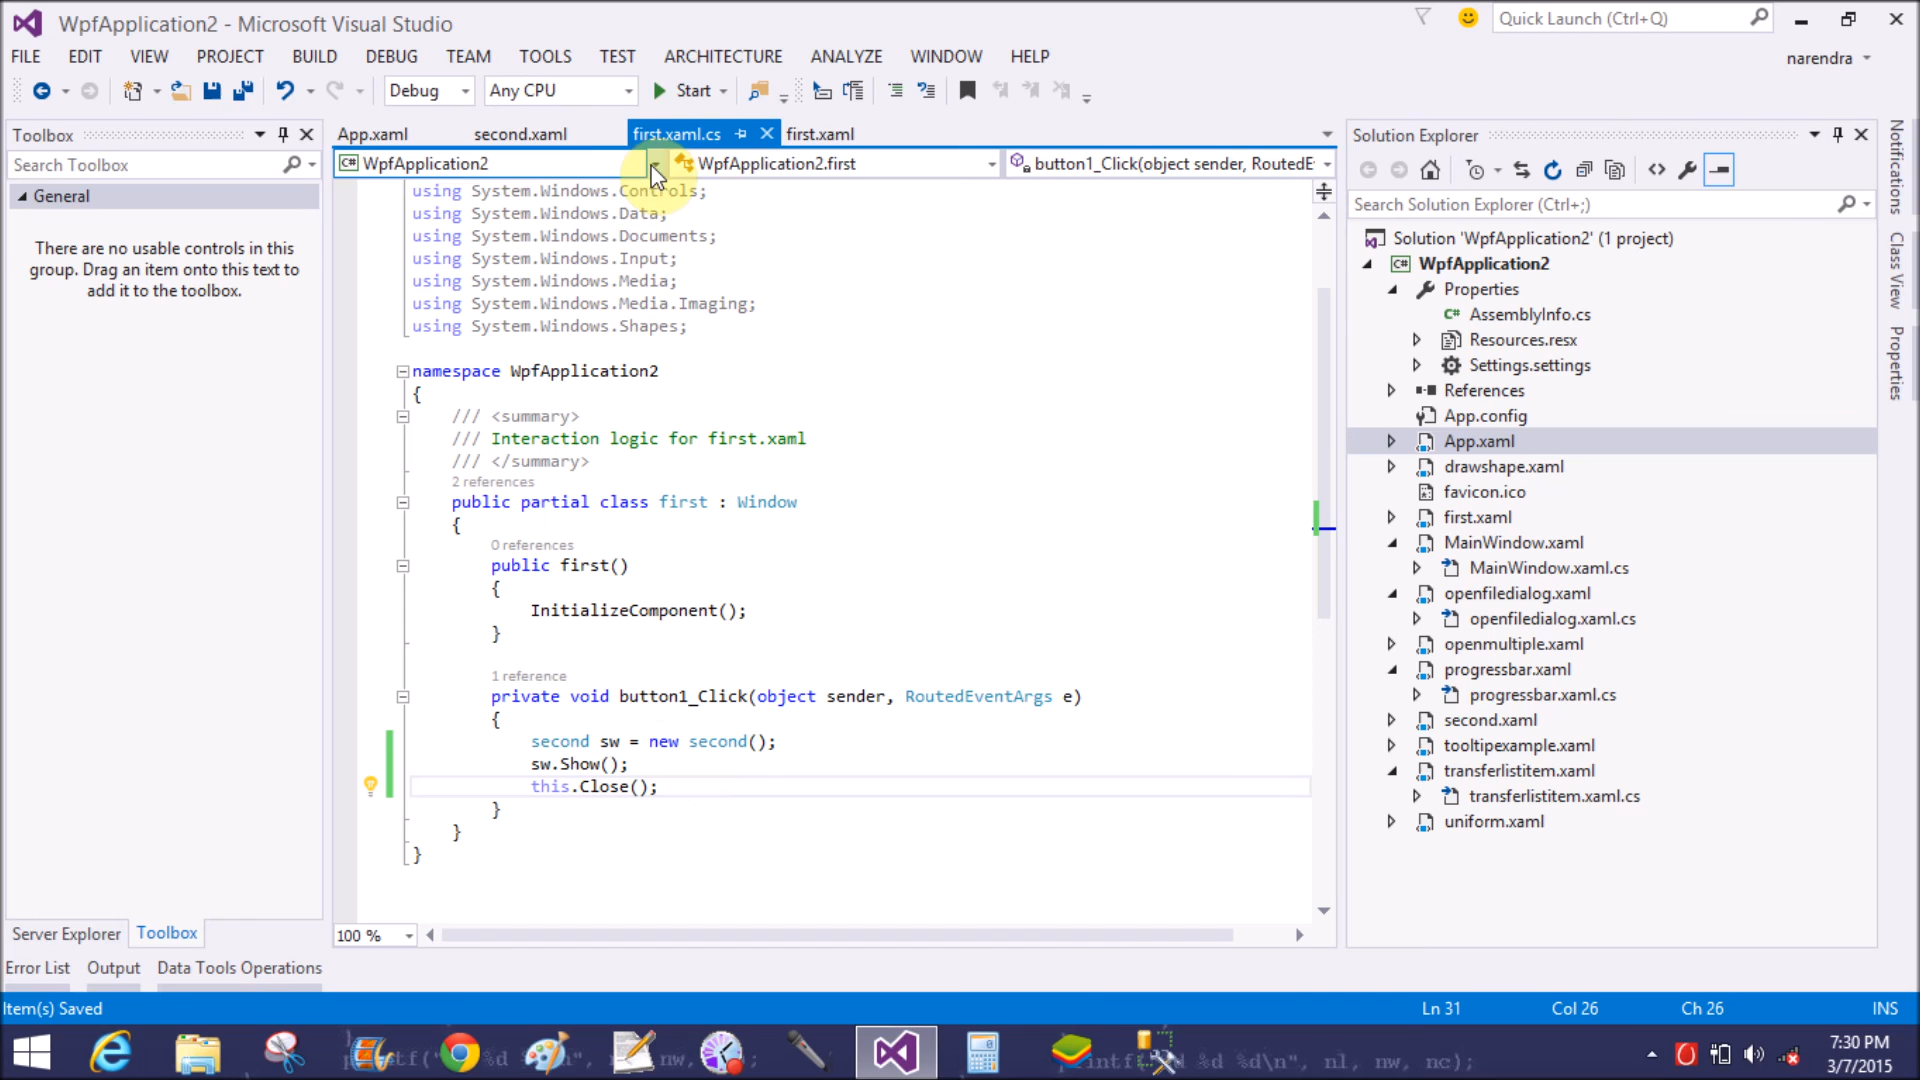 WpfApplication2 - Microsoft Visual Studio
Quick Launch (Ctrl+Q)
FILE EDIT VIEW PROJECT BUILD DEBUG TEAM TOOLS TEST ARCHITECTURE ANALYZE WINDOW HELP
narendra
Debug Any CPU Start
Toolbox
Search Toolbox
General
There are no usable controls in this
group. Drag an item onto this text to
add it to the toolbox.
Server Explorer Toolbox
App.xaml second.xaml first.xaml.cs first.xaml
C# WpfApplication2 WpfApplication2.first button1_Click(object sender, RoutedE
using System.Windows.Controls;
using System.Windows.Data;
using System.Windows.Documents;
using System.Windows.Input;
using System.Windows.Media;
using System.Windows.Media.Imaging;
using System.Windows.Shapes;
namespace WpfApplication2
{
/// <summary>
/// Interaction logic for first.xaml
/// </summary>
2 references
public partial class first : Window
{
0 references
public first()
{
InitializeComponent();
}
1 reference
private void button1_Click(object sender, RoutedEventArgs e)
{
second sw = new second();
sw.Show();
this.Close();
}
}
}
100 %
Solution Explorer
Search Solution Explorer (Ctrl+;)
Solution 'WpfApplication2' (1 project)
C# WpfApplication2
Properties
C# AssemblyInfo.cs
Resources.resx
Settings.settings
References
App.config
App.xaml
drawshape.xaml
favicon.ico
first.xaml
MainWindow.xaml
MainWindow.xaml.cs
openfiledialog.xaml
openfiledialog.xaml.cs
openmultiple.xaml
progressbar.xaml
progressbar.xaml.cs
second.xaml
tooltipexample.xaml
transferlistitem.xaml
transferlistitem.xaml.cs
uniform.xaml
Notifications
Class View
Properties
Error List Output Data Tools Operations
Item(s) Saved
Ln 31 Col 26 Ch 26 INS
%d %d\n", nl, nw, nc);
7:30 PM
3/7/2015